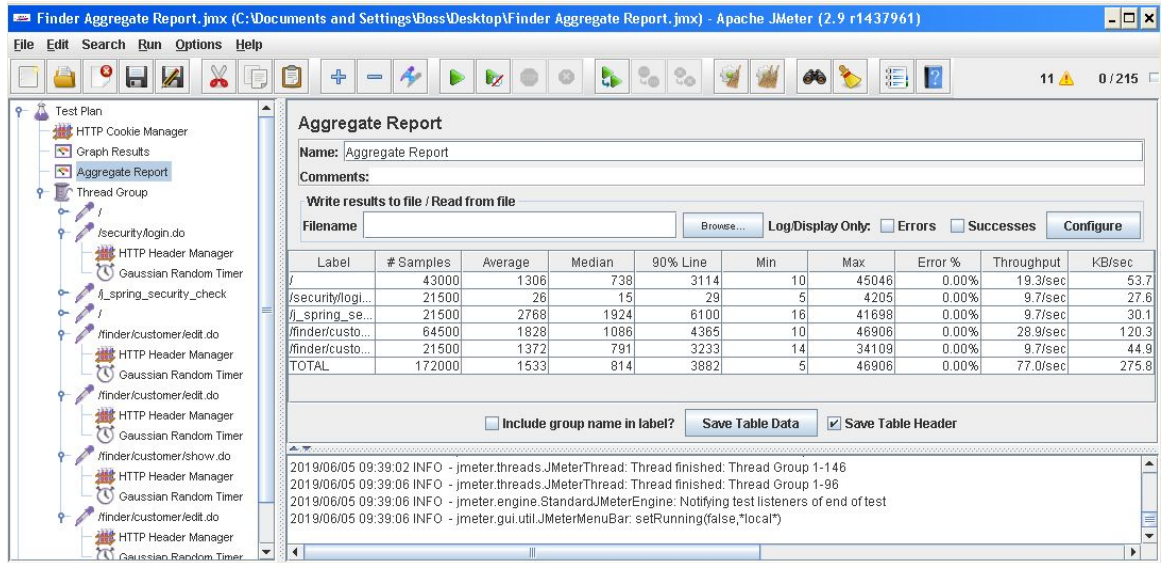 Finder Aggregate Report.jmx (C:\Documents and Settings\Boss\Desktop\Finder Aggregate Report.jmx) - Apache JMeter (2.9 r1437961)
File Edit Search Run Options Help
11 0 / 215
Test Plan
HTTP Cookie Manager
Graph Results
Aggregate Report
Thread Group
/
/security/login.do
HTTP Header Manager
Gaussian Random Timer
/j_spring_security_check
/
/finder/customer/edit.do
HTTP Header Manager
Gaussian Random Timer
/finder/customer/edit.do
HTTP Header Manager
Gaussian Random Timer
/finder/customer/show.do
HTTP Header Manager
Gaussian Random Timer
/finder/customer/edit.do
HTTP Header Manager
Gaussian Random Timer
Aggregate Report
Name: Aggregate Report
Comments:
Write results to file / Read from file
Filename Browse... Log/Display Only: Errors Successes Configure
Label # Samples Average Median 90% Line Min Max Error % Throughput KB/sec
/ 43000 1306 738 3114 10 45046 0.00% 19.3/sec 53.7
/security/logi... 21500 26 15 29 5 4205 0.00% 9.7/sec 27.6
/j_spring_se... 21500 2768 1924 6100 16 41698 0.00% 9.7/sec 30.1
/finder/custo... 64500 1828 1086 4365 10 46906 0.00% 28.9/sec 120.3
/finder/custo... 21500 1372 791 3233 14 34109 0.00% 9.7/sec 44.9
TOTAL 172000 1533 814 3882 5 46906 0.00% 77.0/sec 275.8
Include group name in label? Save Table Data Save Table Header
2019/06/05 09:39:02 INFO - jmeter.threads.JMeterThread: Thread finished: Thread Group 1-146
2019/06/05 09:39:06 INFO - jmeter.threads.JMeterThread: Thread finished: Thread Group 1-96
2019/06/05 09:39:06 INFO - jmeter.engine.StandardJMeterEngine: Notifying test listeners of end of test
2019/06/05 09:39:06 INFO - jmeter.gui.util.JMeterMenuBar: setRunning(false,*local*)